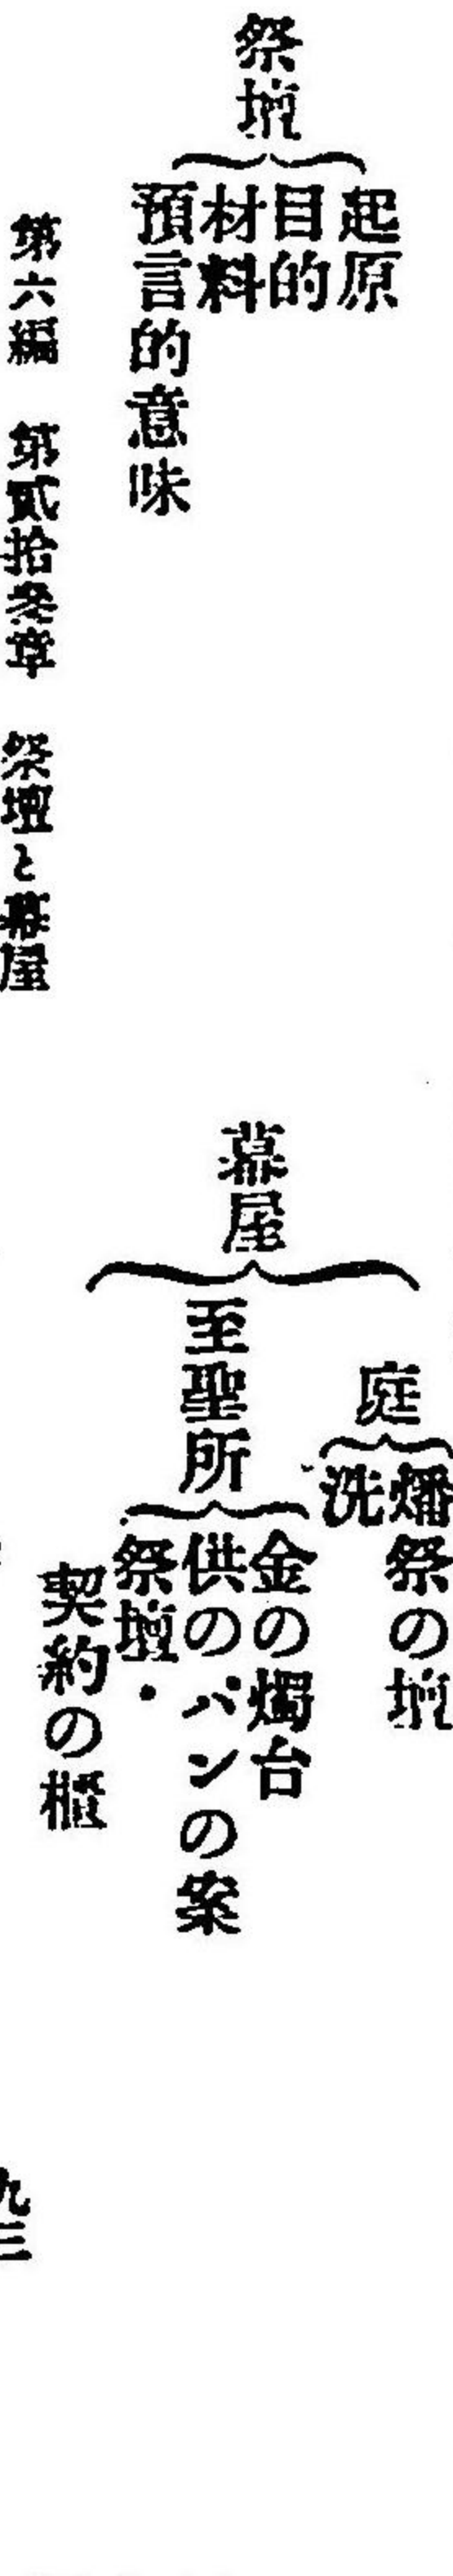 祭壇
起原
目的
材料
預言的意味
幕屋
庭
燔祭の壇
洗
至聖所
金の燭台
供のパンの案
祭壇・
契約の櫃
第六編 第貳拾叁章 祭壇と幕屋
九三